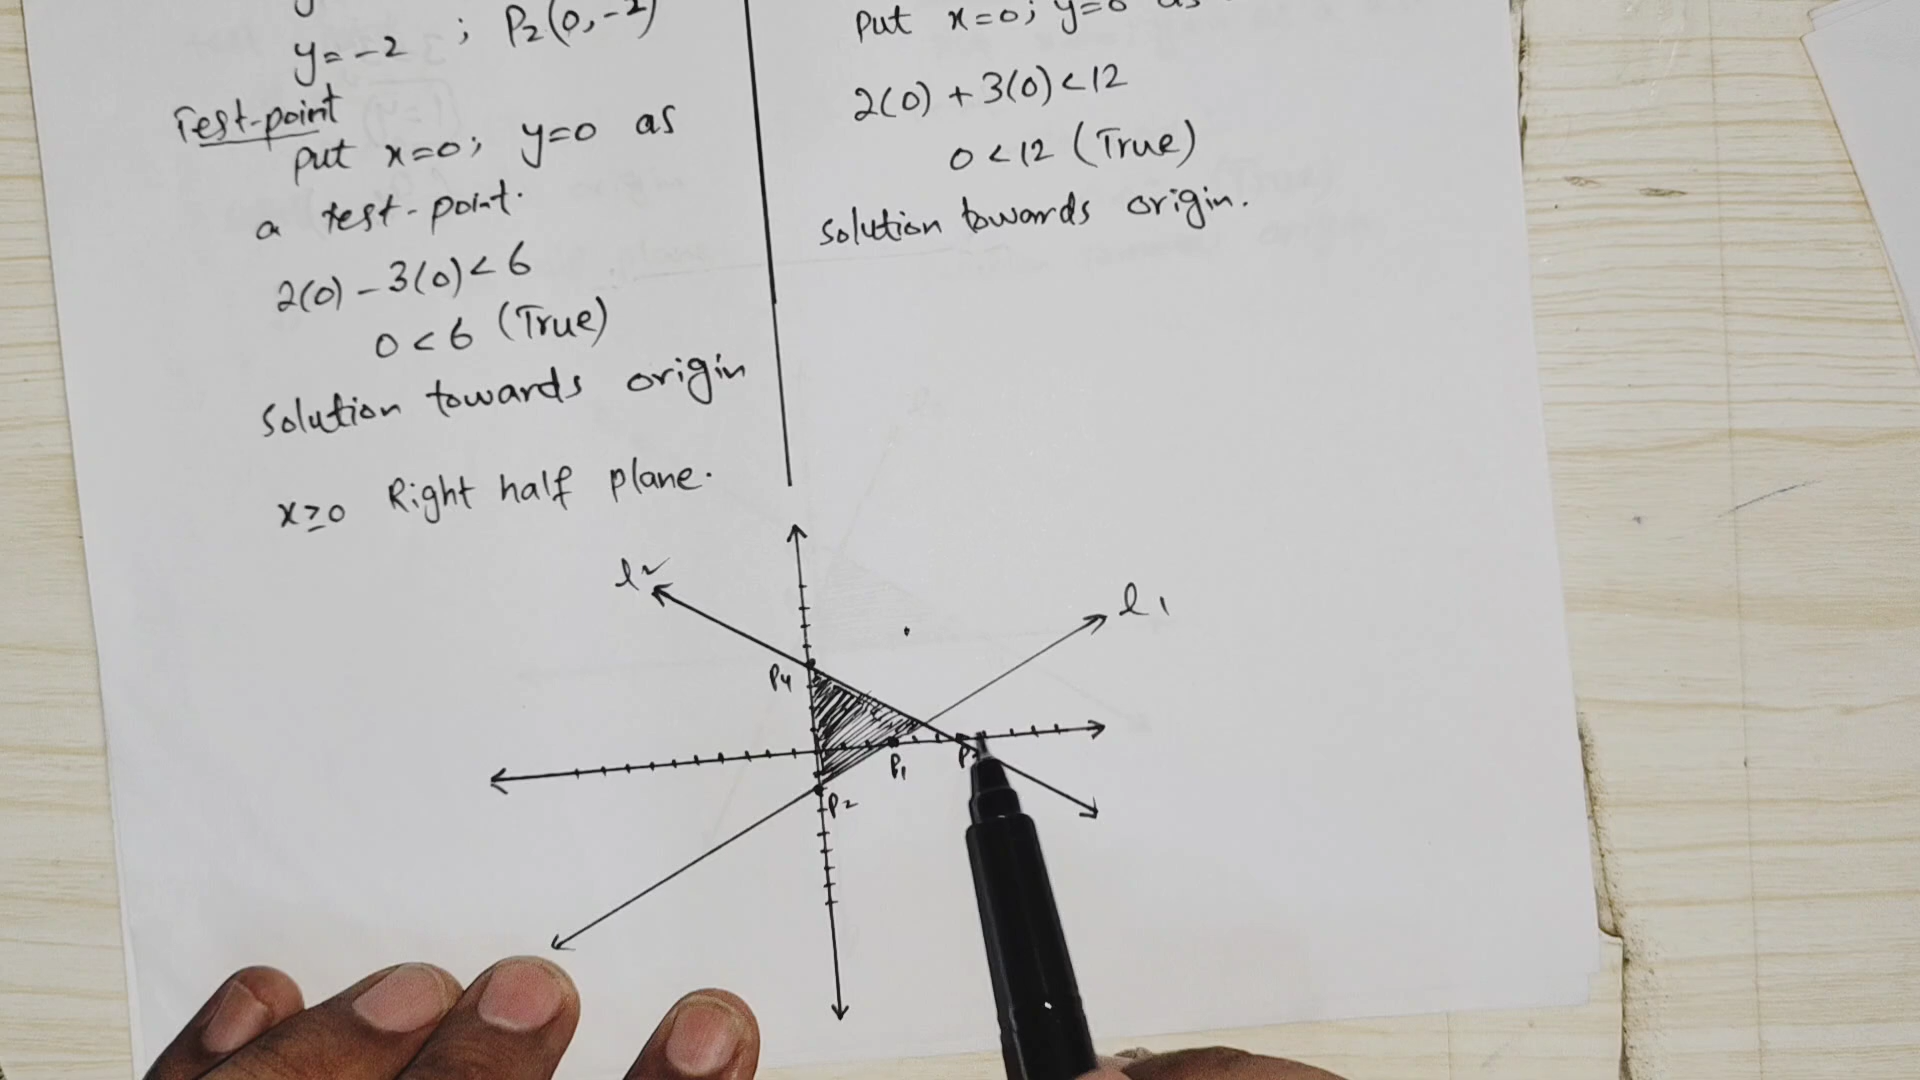 y=-2 ; P2(0,-2)
Test-point
put x=0; y=0 as
a test-point.
2(0)-3(0)<6
0<6 (True)
solution towards origin
x≥0 Right half plane.
Put x=0; y=0 as
2(0)+3(0)<12
0<12 (True)
solution towards origin.
l2
l1
P4
P1
P2